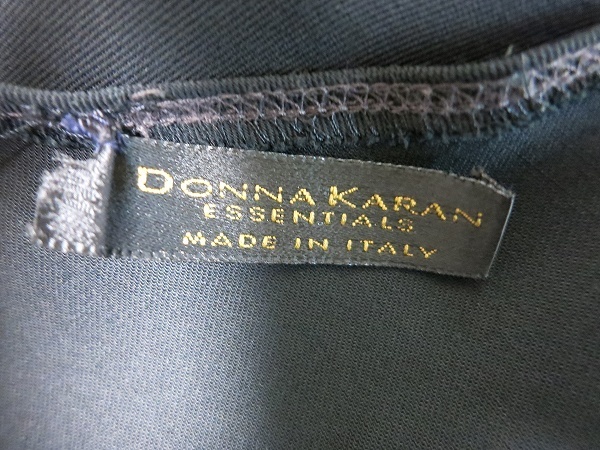 DONNA KARAN
ESSENTIALS
MADE IN ITALY